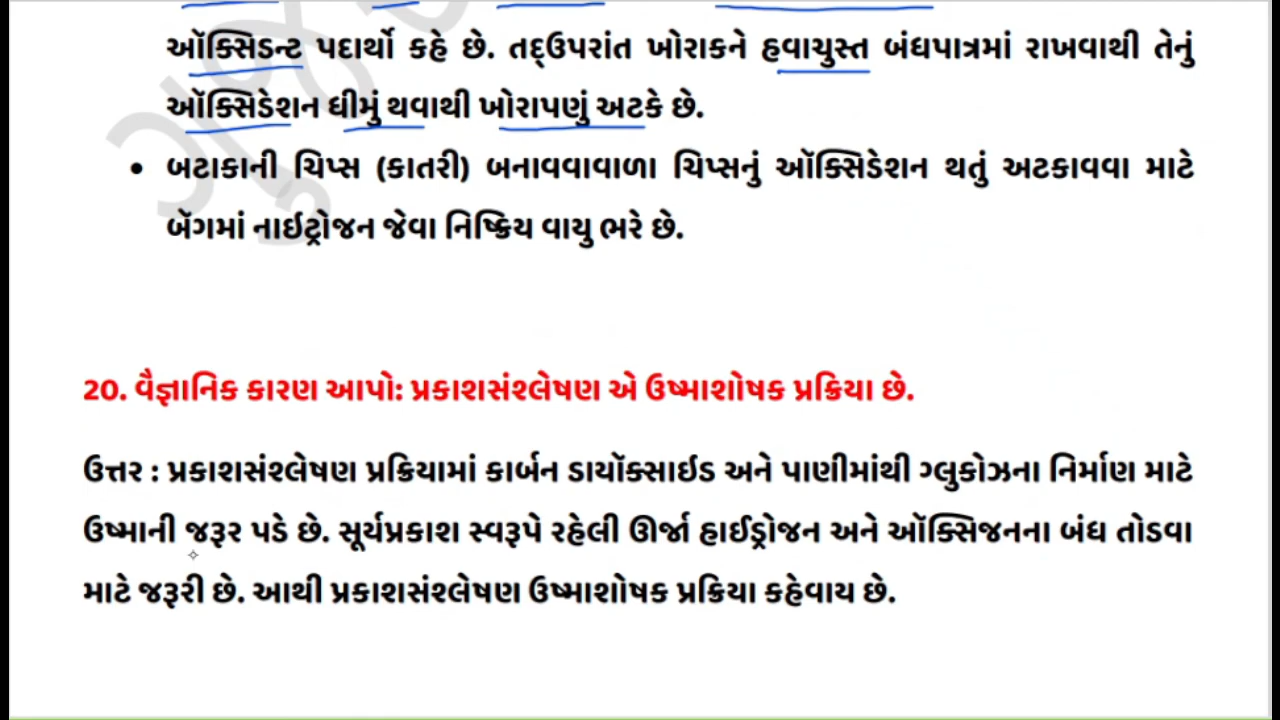 ઑક્સિડન્ટ પદાર્થો કહે છે. તદ્ઉપરાંત ખોરાકને હવાચુસ્ત બંધપાત્રમાં રાખવાથી તેનું
ઑક્સિડેશન ધીમું થવાથી ખોરાપણું અટકે છે.
• બટાકાની ચિપ્સ (કાતરી) બનાવવાવાળા ચિપ્સનું ઑક્સિડેશન થતું અટકાવવા માટે
બૅગમાં નાઈટ્રોજન જેવા નિષ્ક્રિય વાયુ ભરે છે.
20. વૈજ્ઞાનિક કારણ આપો: પ્રકાશસંશ્લેષણ એ ઉષ્માશોષક પ્રક્રિયા છે.
ઉત્તર : પ્રકાશસંશ્લેષણ પ્રક્રિયામાં કાર્બન ડાયૉક્સાઇડ અને પાણીમાંથી ગ્લુકોઝના નિર્માણ માટે
ઉષ્માની જરૂર પડે છે. સૂર્યપ્રકાશ સ્વરૂપે રહેલી ઊર્જા હાઈડ્રોજન અને ઑક્સિજનના બંધ તોડવા
માટે જરૂરી છે. આથી પ્રકાશસંશ્લેષણ ઉષ્માશોષક પ્રક્રિયા કહેવાય છે.